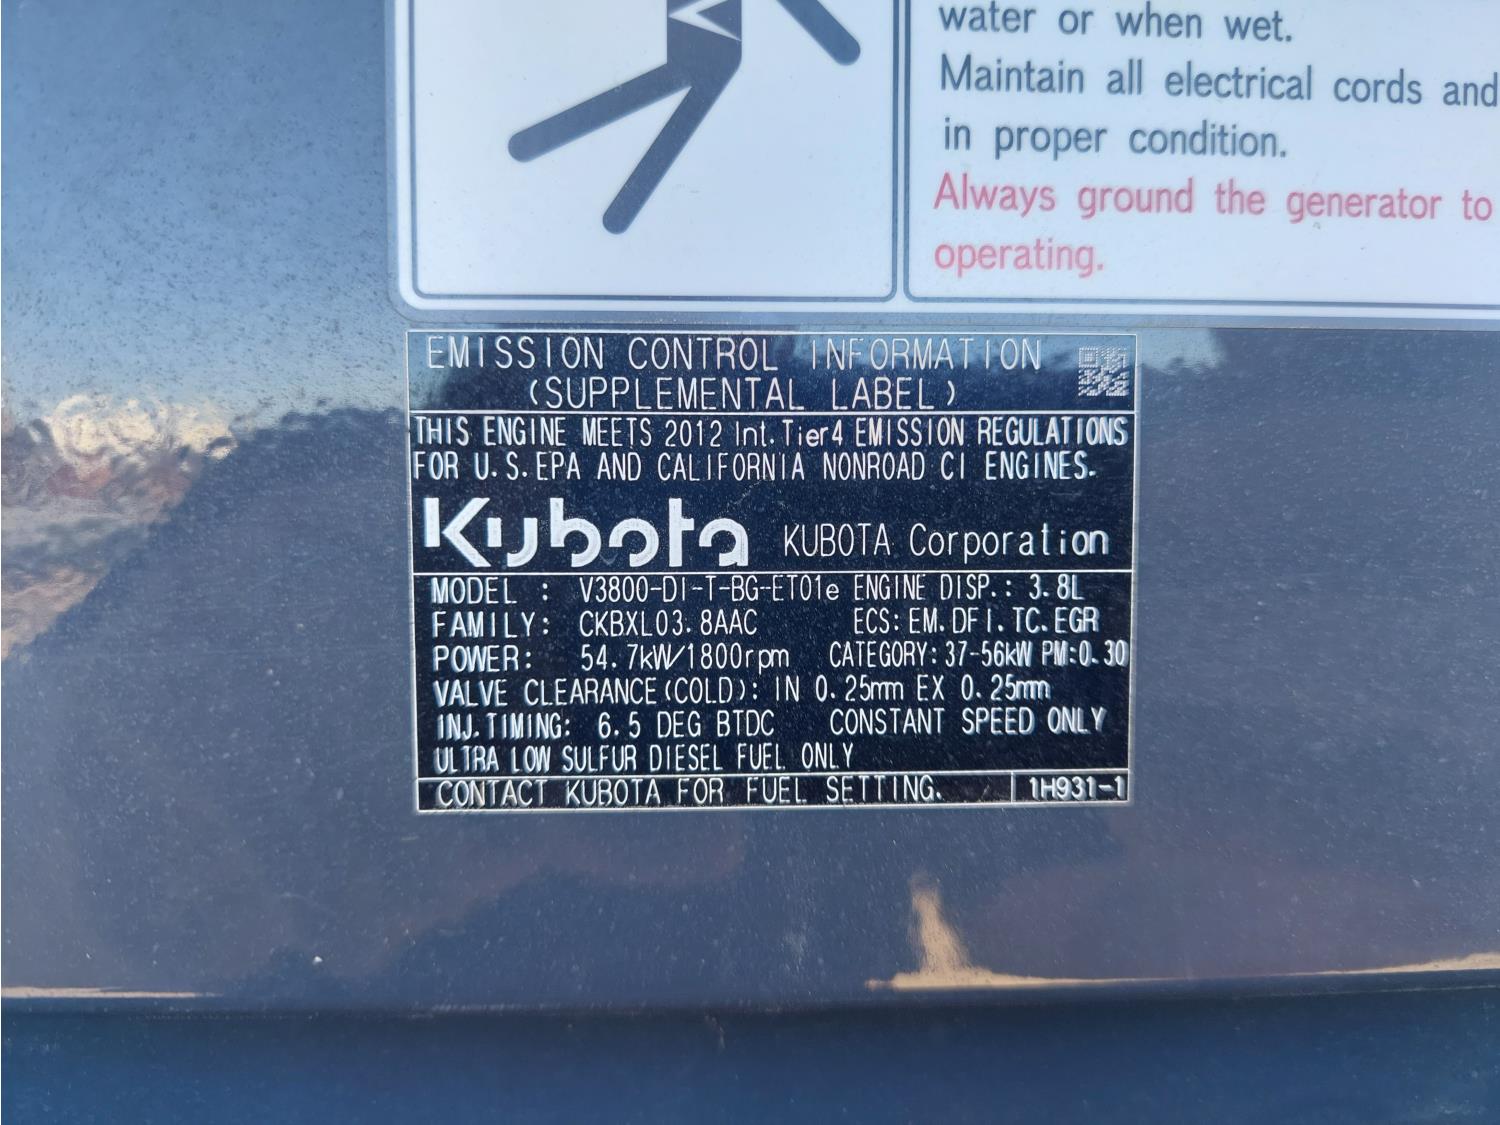 water or when wet.
Maintain all electrical cords and
in proper condition.
Always ground the generator to
operating.
EMISSION CONTROL INFORMATION
(SUPPLEMENTAL LABEL)
THIS ENGINE MEETS 2012 Int. Tier4 EMISSION REGULATIONS
FOR U.S. EPA AND CALIFORNIA NONROAD CI ENGINES.
Kubota KUBOTA Corporation
MODEL : V3800-DI-T-BG-ET01e ENGINE DISP.: 3.8L
FAMILY: CKBXL03.8AAC ECS: EM. DFI. TC. EGR
POWER: 54.7kW/1800rpm CATEGORY: 37-56kW PM:0.30
VALVE CLEARANCE(COLD): IN 0.25mm EX 0.25mm
INJ. TIMING: 6.5 DEG BTDC CONSTANT SPEED ONLY
ULTRA LOW SULFUR DIESEL FUEL ONLY
CONTACT KUBOTA FOR FUEL SETTING. 1H931-1